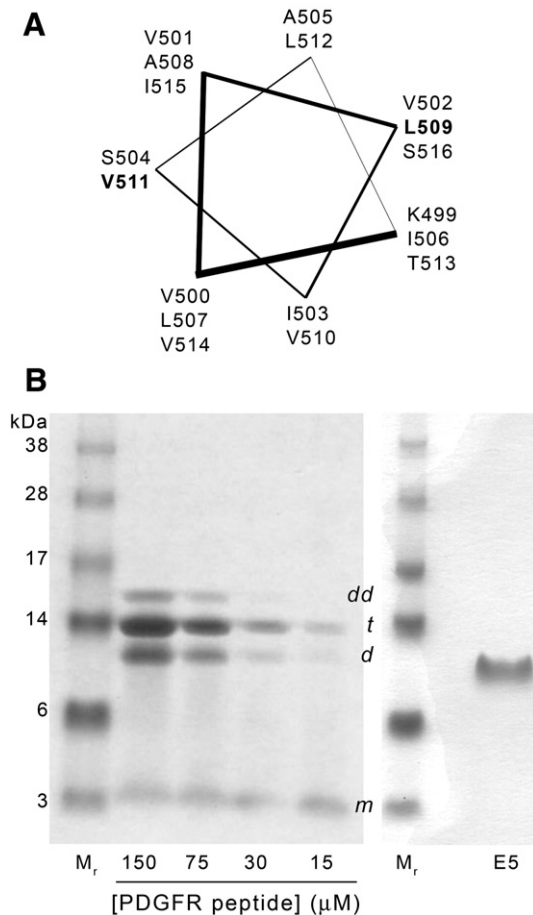 A
V501
A508
I515
A505
L512
V502
L509
S516
S504
V511
K499
I506
T513
V500
L507
V514
I503
V510
B
kDa
38
28
17
14
6
3
dd
t
d
m
Mr 150 75 30 15 Mr E5
[PDGFR peptide] (μM)